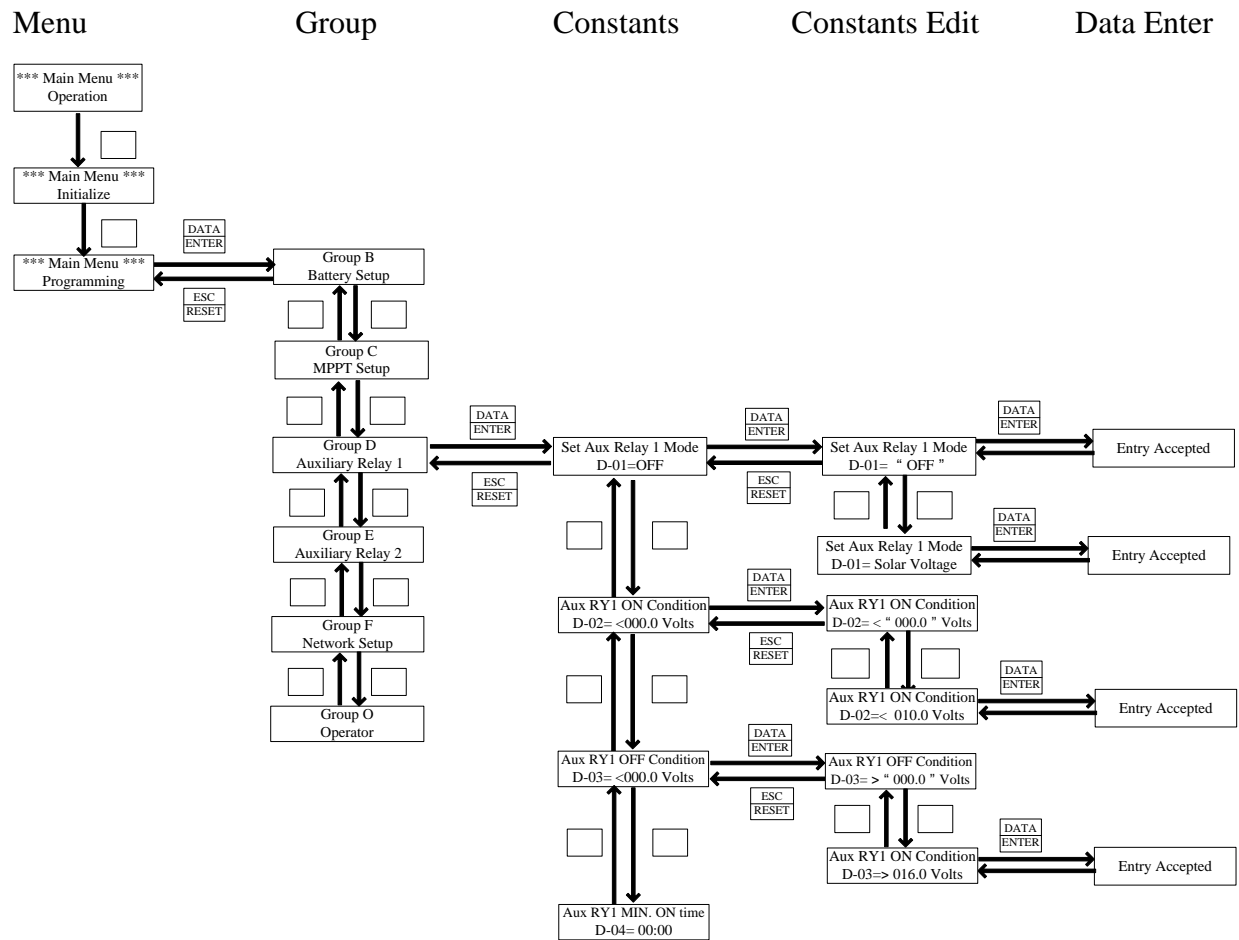 Menu
Group
Constants
Constants Edit
Data Enter
*** Main Menu ***
Operation
*** Main Menu ***
Initialize
*** Main Menu ***
Programming
DATA
ENTER
ESC
RESET
Group B
Battery Setup
Group C
MPPT Setup
Group D
Auxiliary Relay 1
Group E
Auxiliary Relay 2
Group F
Network Setup
Group O
Operator
DATA
ENTER
ESC
RESET
Set Aux Relay 1 Mode
D-01=OFF
DATA
ENTER
ESC
RESET
Set Aux Relay 1 Mode
D-01= “ OFF ”
DATA
ENTER
Entry Accepted
Set Aux Relay 1 Mode
D-01= Solar Voltage
DATA
ENTER
Entry Accepted
Aux RY1 ON Condition
D-02= <000.0 Volts
DATA
ENTER
ESC
RESET
Aux RY1 ON Condition
D-02= < “ 000.0 ” Volts
Aux RY1 ON Condition
D-02=< 010.0 Volts
DATA
ENTER
Entry Accepted
Aux RY1 OFF Condition
D-03= <000.0 Volts
DATA
ENTER
ESC
RESET
Aux RY1 OFF Condition
D-03= > “ 000.0 ” Volts
Aux RY1 ON Condition
D-03=> 016.0 Volts
DATA
ENTER
Entry Accepted
Aux RY1 MIN. ON time
D-04= 00:00